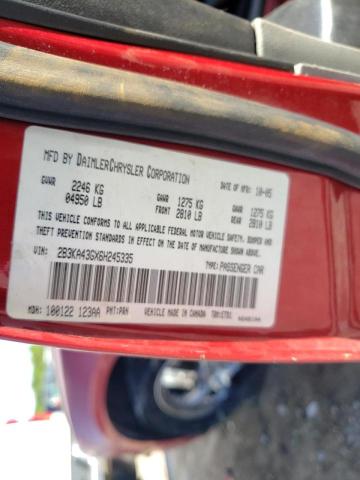 MFD BY DAIMLERCHRYSLER CORPORATION
DATE OF MFR: 10-05
GVWR 2246 KG 04950 LB
GAWR FRONT 1275 KG 2810 LB
GAWR REAR 1275 KG 2810 LB
THIS VEHICLE CONFORMS TO ALL APPLICABLE FEDERAL MOTOR VEHICLE SAFETY, BUMPER AND
THEFT PREVENTION STANDARDS IN EFFECT ON THE DATE OF MANUFACTURE SHOWN ABOVE.
VIN: 2B3KA43GX6H245335
TYPE: PASSENGER CAR
MDH: 100122 123AA PNT: PRH VEHICLE MADE IN CANADA